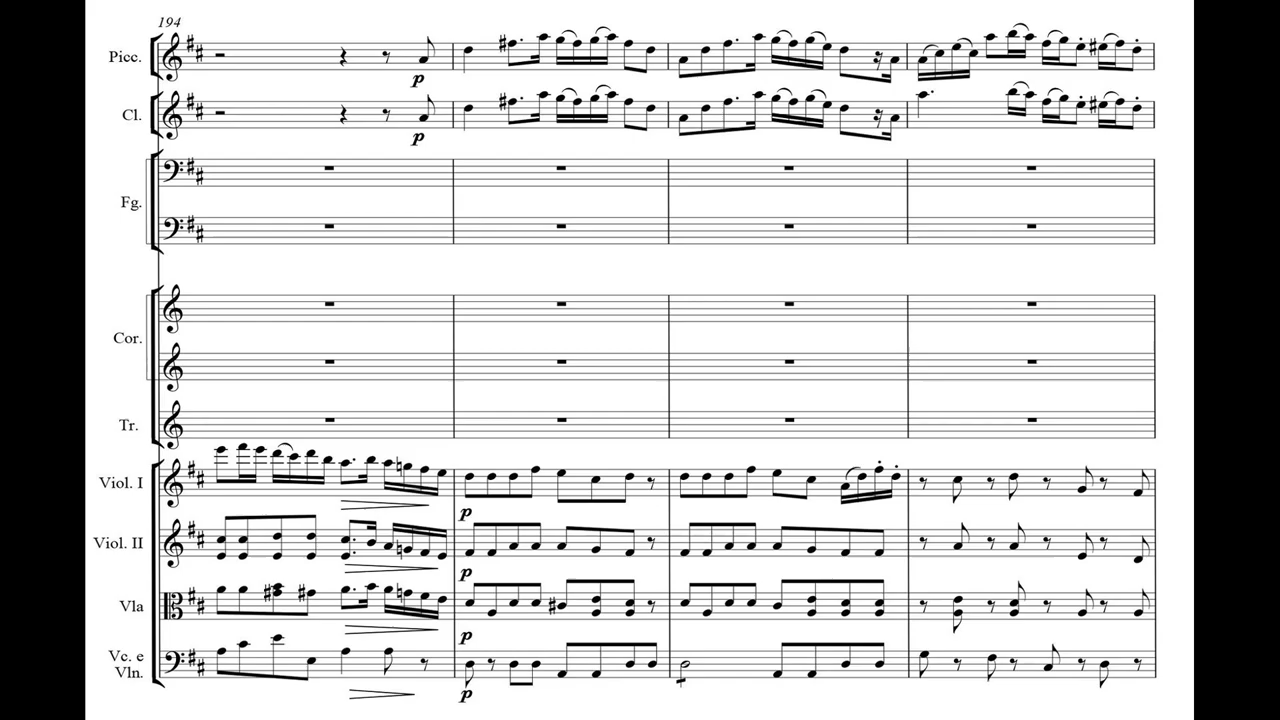 194
Picc.
p
Cl.
p
Fg.
Cor.
Tr.
Viol. I
p
Viol. II
p
Vla
p
Vc. e
Vln.
p